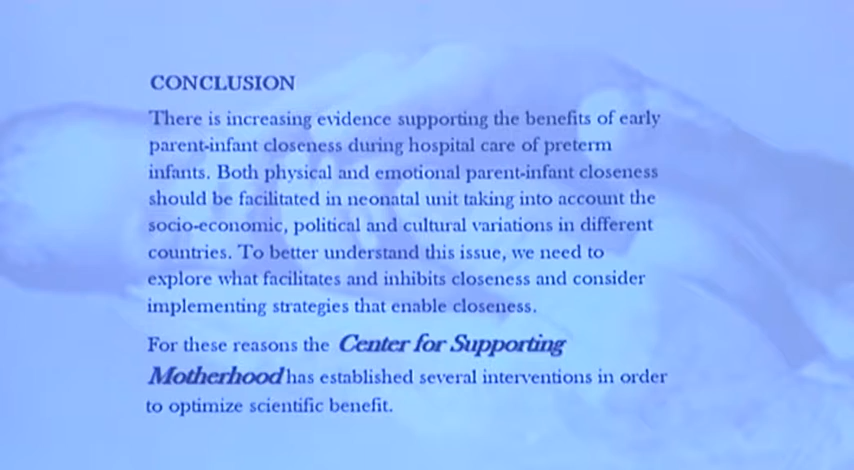 CONCLUSION
There is increasing evidence supporting the benefits of early
parent-infant closeness during hospital care of preterm
infants. Both physical and emotional parent-infant closeness
should be facilitated in neonatal unit taking into account the
socio-economic, political and cultural variations in different
countries. To better understand this issue, we need to
explore what facilitates and inhibits closeness and consider
implementing strategies that enable closeness.
For these reasons the Center for Supporting
Motherhood has established several interventions in order
to optimize scientific benefit.